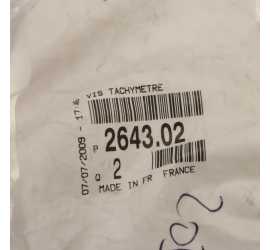 VIS TACHYMETRE
P 2643.02
Q 2
MADE IN FR FRANCE
07/07/2009 - 17: